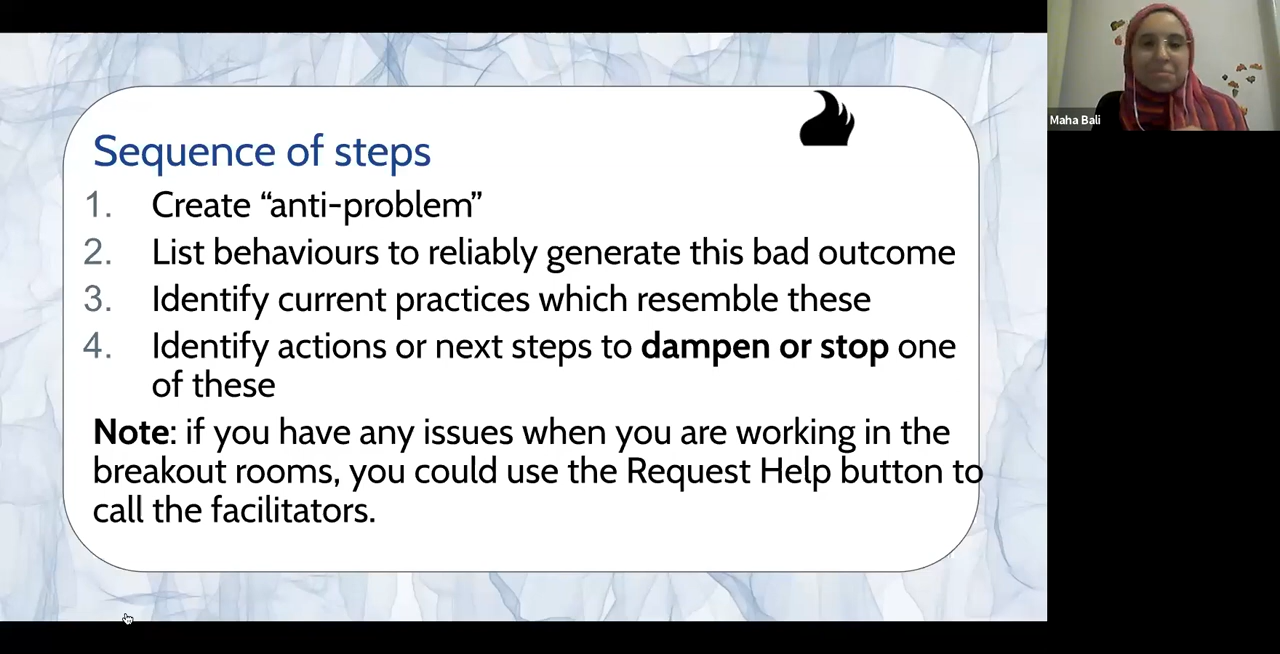 Sequence of steps
1. Create “anti-problem”
2. List behaviours to reliably generate this bad outcome
3. Identify current practices which resemble these
4. Identify actions or next steps to dampen or stop one
of these
Note: if you have any issues when you are working in the
breakout rooms, you could use the Request Help button to
call the facilitators.
Maha Bali